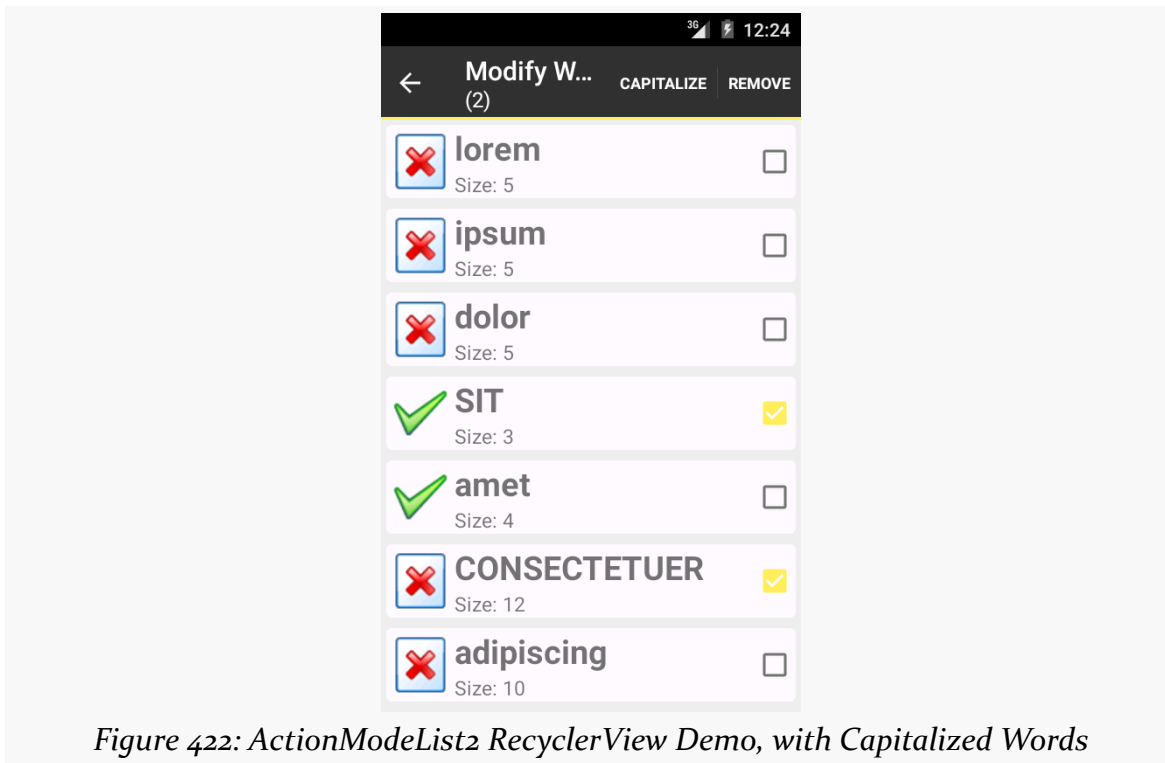 3G 12:24
Modify W... CAPITALIZE REMOVE
(2)
lorem
Size: 5
ipsum
Size: 5
dolor
Size: 5
SIT
Size: 3
amet
Size: 4
CONSECTETUER
Size: 12
adipiscing
Size: 10
Figure 422: ActionModeList2 RecyclerView Demo, with Capitalized Words